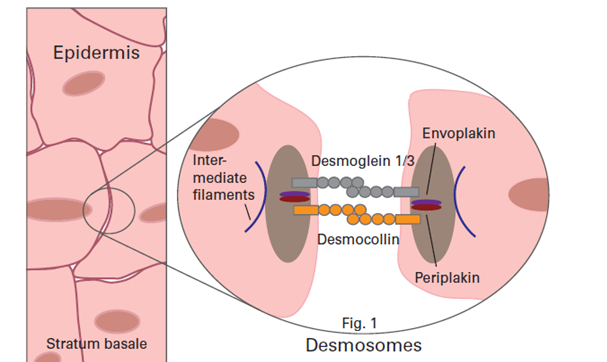 Epidermis
Stratum basale
Inter-
mediate
filaments
Desmoglein 1/3
Envoplakin
Desmocollin
Periplakin
Fig. 1
Desmosomes